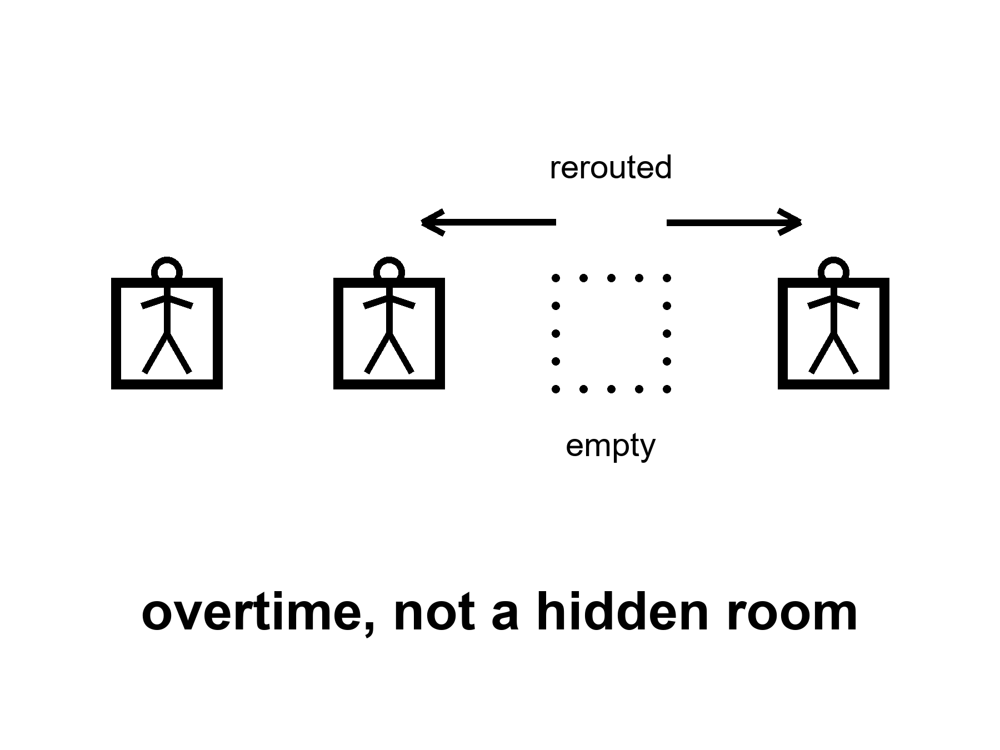 rerouted
empty
overtime, not a hidden room